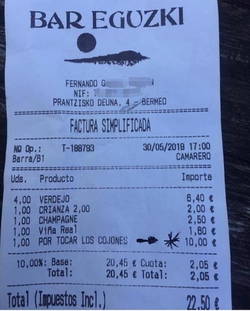 BAR EGUZKI
FERNANDO G
NIF:
PRANTZISKO DEUNA, 4 - BERMEO
FACTURA SIMPLIFICADA
Nº Op.: T-188793 30/05/2019 17:00
Barra/B1 CAMARERO
Uds. Producto Importe
4,00 VERDEJO 6,40 €
1,00 CRIANZA 2,00 2,00 €
1,00 CHAMPAGNE 2,50 €
1,00 Viña Real 1,60 €
1,00 POR TOCAR LOS COJONES 10,00 €
10,00%: Base: 20,45 € Cuota: 2,05 €
Total: 20,45 € Total: 2,05 €
Total (Impuestos Incl.) 22,50 €